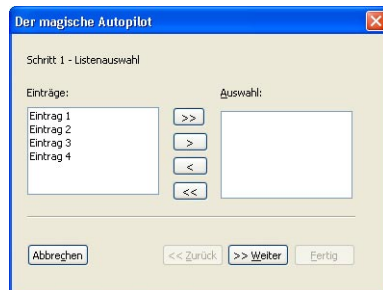 Der magische Autopilot
Schritt 1 - Listenauswahl
Einträge:
Auswahl:
Eintrag 1
Eintrag 2
Eintrag 3
Eintrag 4
>>
>
<
<<
Abbrechen
<< Zurück
>> Weiter
Fertig